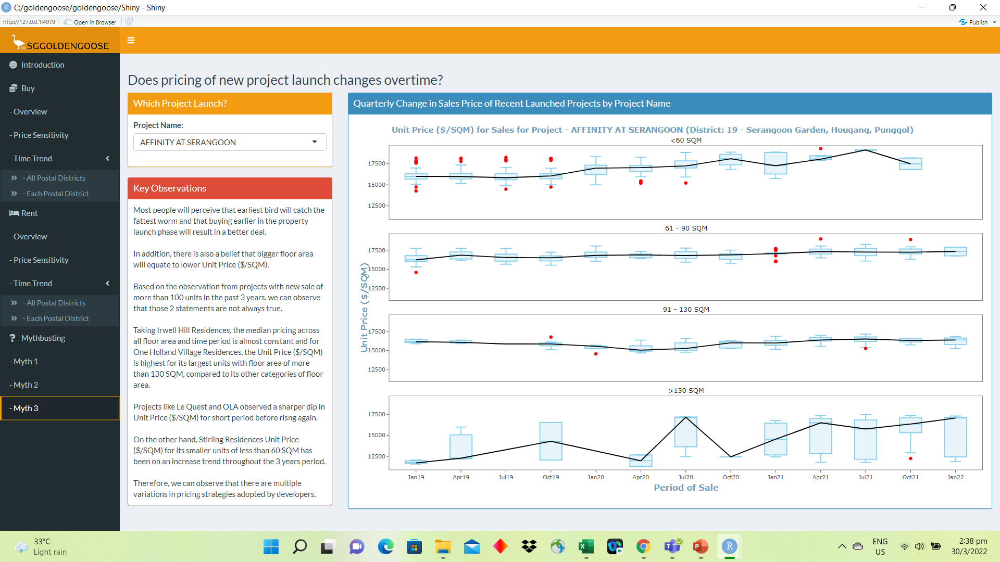 C:/goldengoose/goldengoose/Shiny - Shiny
http://127.0.0.1:4979
Open in Browser
Publish
SGGOLDENGOOSE
Introduction
Buy
- Overview
- Price Sensitivity
- Time Trend
- All Postal Districts
- Each Postal District
Rent
- Overview
- Price Sensitivity
- Time Trend
- All Postal Districts
- Each Postal District
? Mythbusting
- Myth 1
- Myth 2
- Myth 3
Does pricing of new project launch changes overtime?
Which Project Launch?
Project Name:
AFFINITY AT SERANGOON
Key Observations
Most people will perceive that earliest bird will catch the
fattest worm and that buying earlier in the property
launch phase will result in a better deal.
In addition, there is also a belief that bigger floor area
will equate to lower Unit Price ($/SQM).
Based on the observation from projects with new sale of
more than 100 units in the past 3 years, we can observe
that those 2 statements are not always true.
Taking Irwell Hill Residences, the median pricing across
all floor area and time period is almost constant and for
One Holland Village Residences, the Unit Price ($/SQM)
is highest for its largest units with floor area of more
than 130 SQM, compared to its other categories of floor
area.
Projects like Le Quest and OLA observed a sharper dip in
Unit Price ($/SQM) for short period before risng again.
On the other hand, Stirling Residences Unit Price
($/SQM) for its smaller units of less than 60 SQM has
been on an increase trend throughout the 3 years period.
Therefore, we can observe that there are multiple
variations in pricing strategies adopted by developers.
Quarterly Change in Sales Price of Recent Launched Projects by Project Name
Unit Price ($/SQM) for Sales for Project - AFFINITY AT SERANGOON (District: 19 - Serangoon Garden, Hougang, Punggol)
<60 SQM
17500
15000
12500
61 - 90 SQM
17500
15000
12500
91 - 130 SQM
17500
15000
12500
>130 SQM
17500
15000
12500
Unit Price ($/SQM)
Jan19 Apr19 Jul19 Oct19 Jan20 Apr20 Jul20 Oct20 Jan21 Apr21 Jul21 Oct21 Jan22
Period of Sale
33°C
Light rain
ENG
US
2:38 pm
30/3/2022